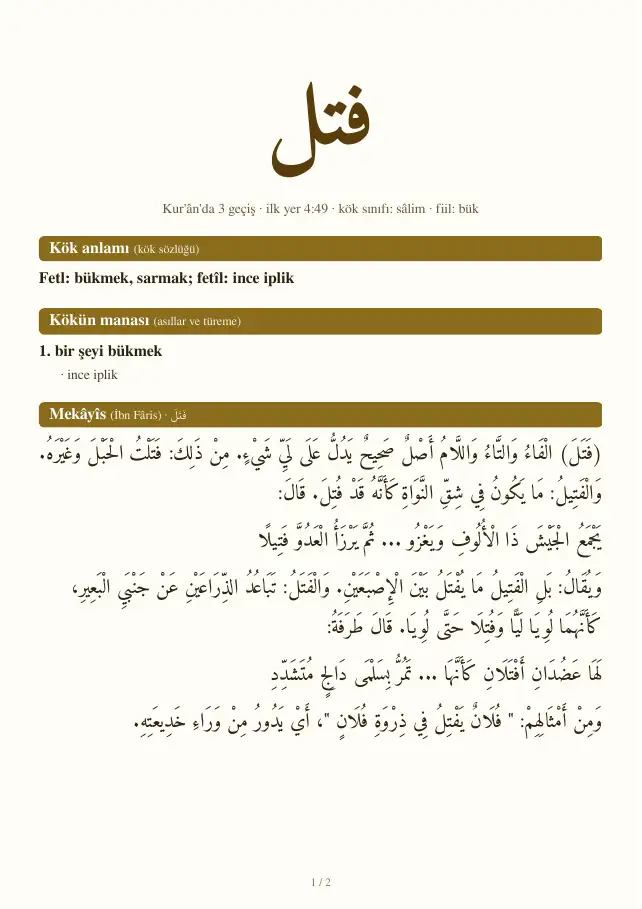 فتل
Kur'ân'da 3 geçiş · ilk yer 4:49 · kök sınıfı: sâlim · fiil: bük
Kök anlamı (kök sözlüğü)
Fetl: bükmek, sarmak; fetîl: ince iplik
Kökün manası (asıllar ve türeme)
1. bir şeyi bükmek
· ince iplik
Mekâyîs (İbn Fâris) · فَتَلَ
(فَتَلَ) الْفَاءُ وَالتَّاءُ وَاللَّامُ أَصْلٌ صَحِيحٌ يَدُلُّ عَلَى لَيِّ شَيْءٍ. مِنْ ذَلِكَ: فَتَلْتُ الْحَبْلَ وَغَيْرَهُ.
وَالْفَتِيلُ: مَا يَكُونُ فِي شِقِّ النَّوَاةِ كَأَنَّهُ قَدْ فُتِلَ. قَالَ:
يَجْمَعُ الْجَيْشَ ذَا الْأُلُوفِ وَيَغْزُو ... ثُمَّ يَرْزَأُ الْعَدُوَّ فَتِيلًا
وَيُقَالُ: بَلِ الْفَتِيلُ مَا يُفْتَلُ بَيْنَ الْإِصْبَعَيْنِ. وَالْفَتَلُ: تَبَاعُدُ الذِّرَاعَيْنِ عَنْ جَنْبَيِ الْبَعِيرِ،
كَأَنَّهُمَا لُوِيَا لَيًّا وَفُتِلَا حَتَّى لُوِيَا. قَالَ طَرَفَةُ:
لَهَا عَضُدَانِ أَفْتَلَانِ كَأَنَّهَا ... تَمُرُّ بِسَلْمَى دَالِجٍ مُتَشَدِّدِ
وَمِنْ أَمْثَالِهِمْ: " فُلَانٌ يَفْتِلُ فِي ذِرْوَةِ فُلَانٍ "، أَيْ يَدُورُ مِنْ وَرَاءِ خَدِيعَتِهِ.
1 / 2